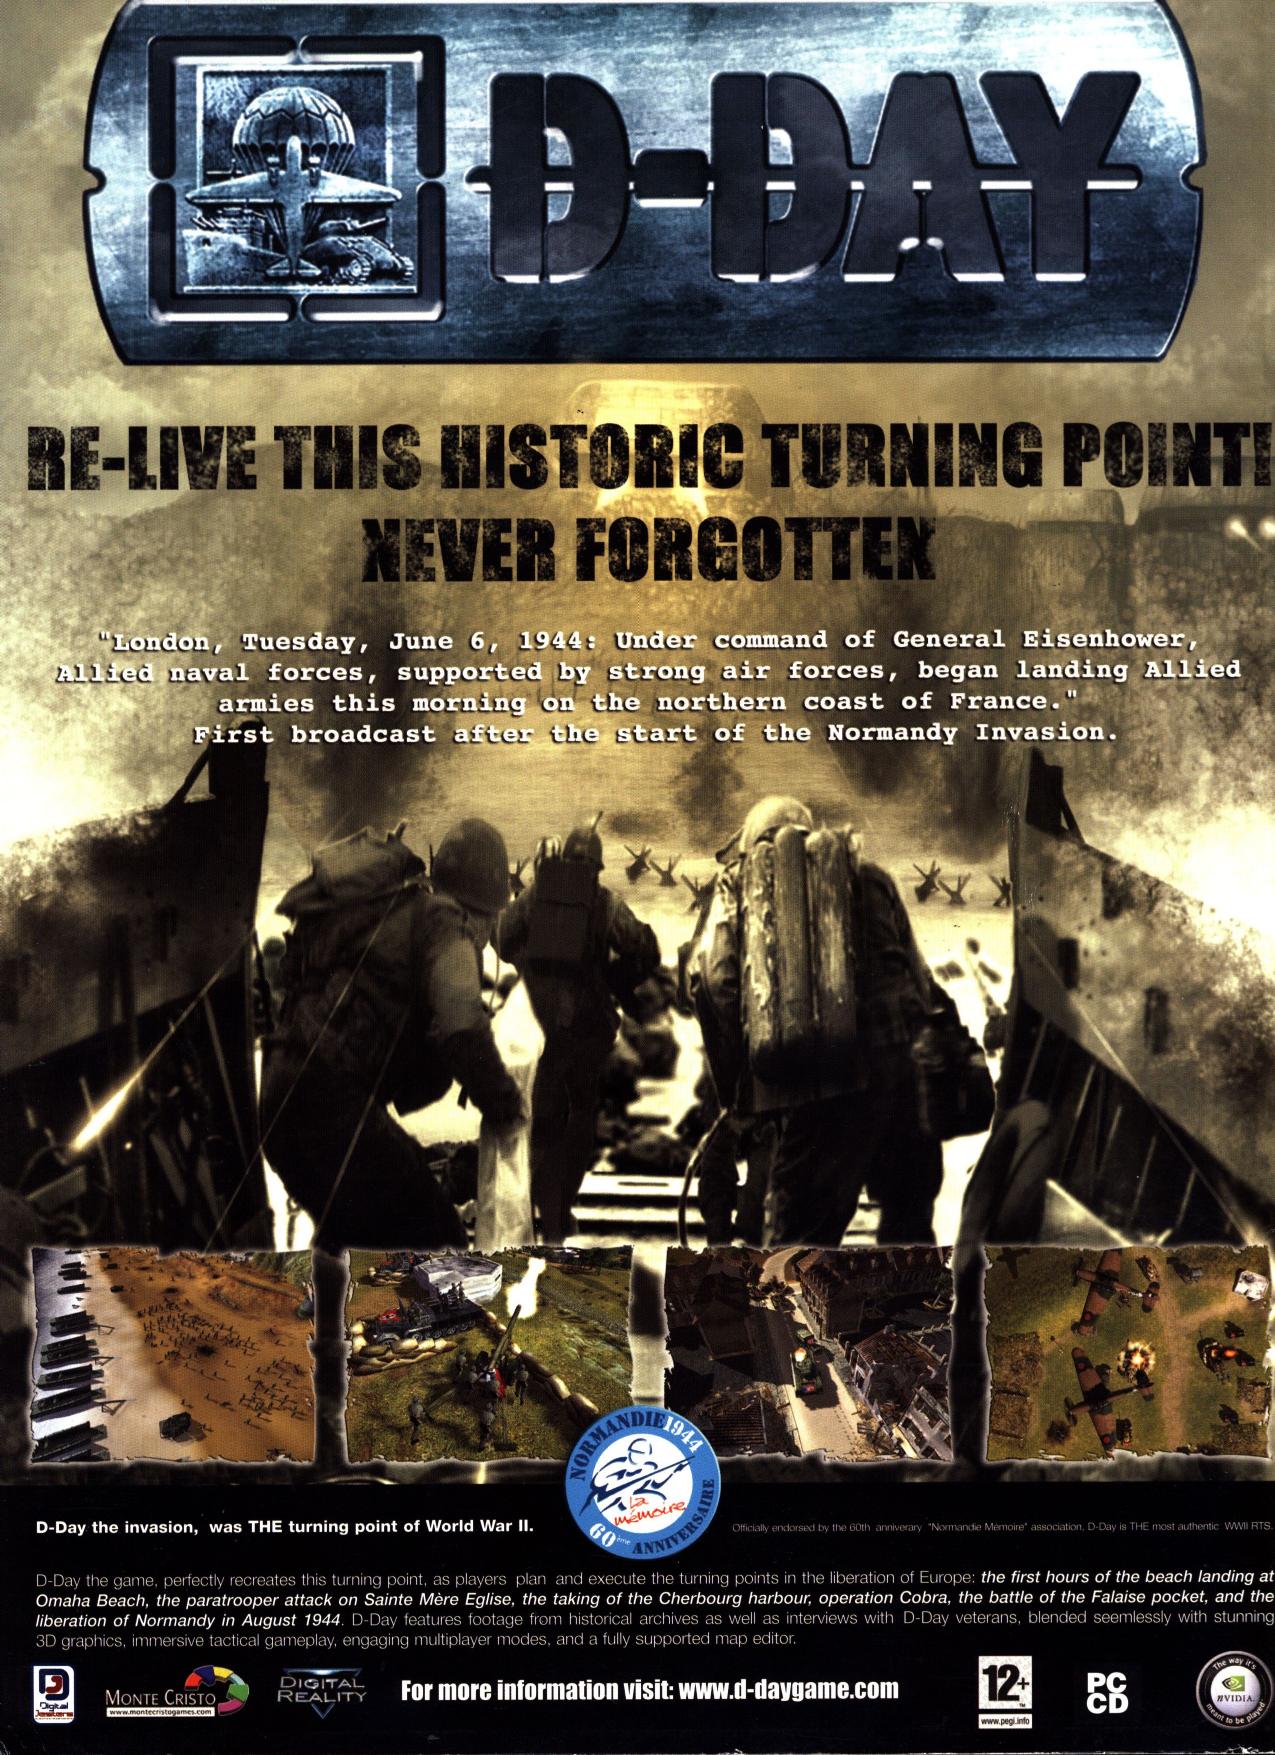 D-DAY
RE-LIVE THIS HISTORIC TURNING POINT!
NEVER FORGOTTEN
"London, Tuesday, June 6, 1944: Under command of General Eisenhower,
Allied naval forces, supported by strong air forces, began landing Allied
armies this morning on the northern coast of France."
First broadcast after the start of the Normandy Invasion.
NORMANDIE 1944
La
mémoire
60ème ANNIVERSAIRE
D-Day the invasion, was THE turning point of World War II.
Officially endorsed by the 60th anniverary "Normandie Mémoire" association, D-Day is THE most authentic WWII RTS.
D-Day the game, perfectly recreates this turning point, as players plan and execute the turning points in the liberation of Europe: the first hours of the beach landing at
Omaha Beach, the paratrooper attack on Sainte Mère Eglise, the taking of the Cherbourg harbour, operation Cobra, the battle of the Falaise pocket, and the
liberation of Normandy in August 1944. D-Day features footage from historical archives as well as interviews with D-Day veterans, blended seemlessly with stunning
3D graphics, immersive tactical gameplay, engaging multiplayer modes, and a fully supported map editor.
Digital
Jesters
MONTE CRISTO
www.montecristogames.com
DIGITAL
REALITY
For more information visit: www.d-daygame.com
12+
www.pegi.info
PC
CD
The way it's
NVIDIA.
meant to be played